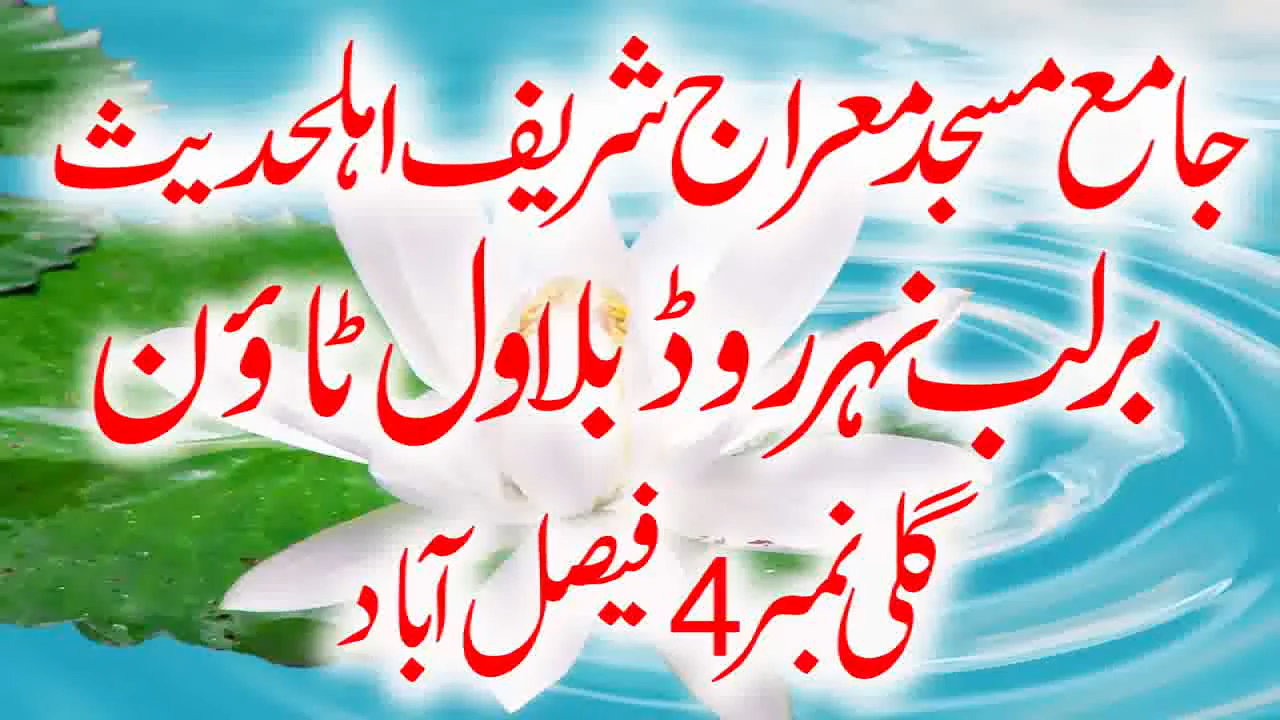 جامع مسجد معراج شریف اہلحدیث
برلب نہر روڈ بلاول ٹاؤن
گلی نمبر 4 فیصل آباد